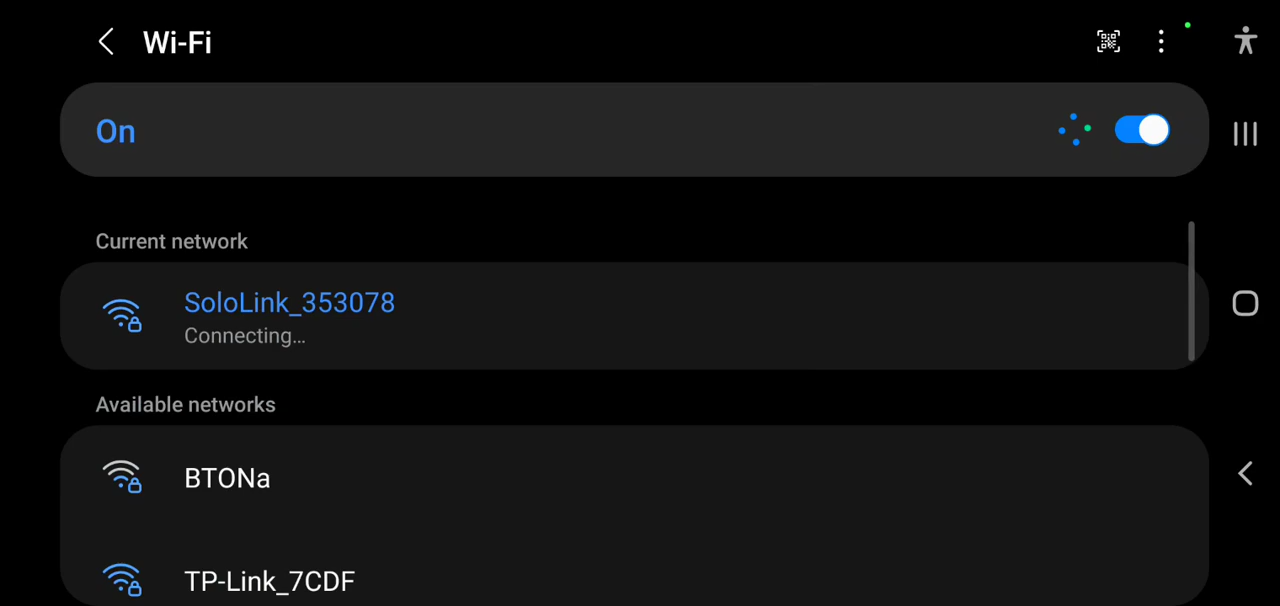 Wi-Fi
On
Current network
SoloLink_353078
Connecting...
Available networks
BTONa
TP-Link_7CDF